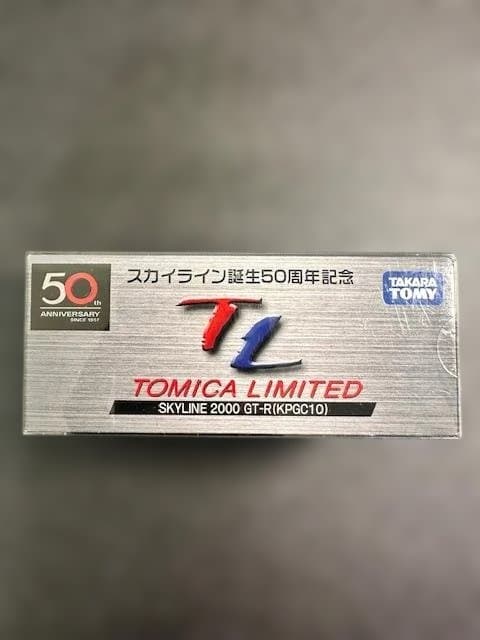 スカイライン誕生50周年記念
50th
ANNIVERSARY
SINCE 1957
TAKARA
TOMY
TL
TOMICA LIMITED
SKYLINE 2000 GT-R(KPGC10)